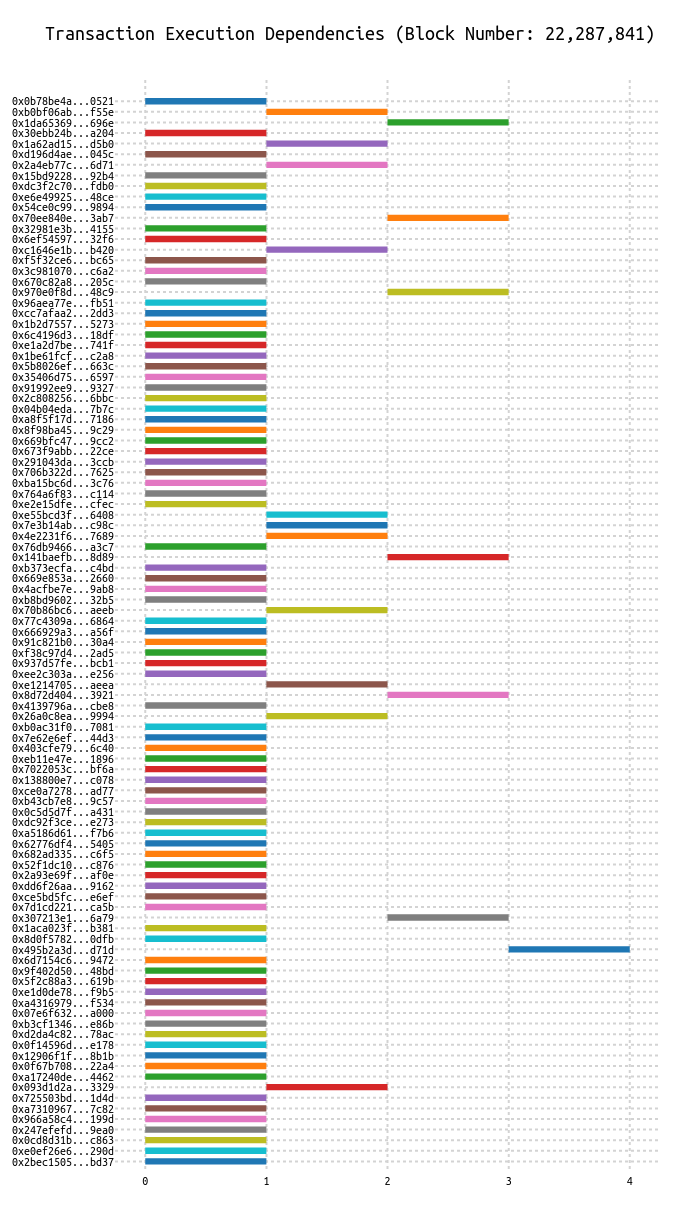 Transaction Execution Dependencies (Block Number: 22,287,841)
0x0b78be4a...0521
0xb0bf06ab...f55e
0x1da65369...696e
0x30ebb24b...a204
0x1a62ad15...d5b0
0xd196d4ae...045c
0x2a4eb77c...6d71
0x15bd9228...92b4
0xdc3f2c70...fdb0
0xe6e49925...48ce
0x54ce0c99...9894
0x70ee840e...3ab7
0x32981e3b...4155
0x6ef54597...32f6
0xc1646e1b...b420
0xf5f32ce6...bc65
0x3c981070...c6a2
0x670c82a8...205c
0x970e0f8d...48c9
0x96aea77e...fb51
0xcc7afaa2...2dd3
0x1b2d7557...5273
0x6c4196d3...18df
0xe1a2d7be...741f
0x1be61fcf...c2a8
0x5b8026ef...663c
0x35406d75...6597
0x91992ee9...9327
0x2c808256...6bbc
0x04b04eda...7b7c
0xa8f5f17d...7186
0x8f98ba45...9c29
0x669bfc47...9cc2
0x673f9abb...22ce
0x291043da...3ccb
0x706b322d...7625
0xba15bc6d...3c76
0x764a6f83...c114
0xe2e15dfe...cfec
0xe55bcd3f...6408
0x7e3b14ab...c98c
0x4e2231f6...7689
0x76db9466...a3c7
0x141baefb...8d89
0xb373ecfa...c4bd
0x669e853a...2660
0x4acfbe7e...9ab8
0xb8bd9602...32b5
0x70b86bc6...aeeb
0x77c4309a...6864
0x666929a3...a56f
0x91c821b0...30a4
0xf38c97d4...2ad5
0x937d57fe...bcb1
0xee2c303a...e256
0xe1214705...aeea
0x8d72d404...3921
0x4139796a...cbe8
0x26a0c8ea...9994
0xb0ac31f0...7081
0x7e62e6ef...44d3
0x403cfe79...6c40
0xeb11e47e...1896
0x7022053c...bf6a
0x138800e7...c078
0xce0a7278...ad77
0xb43cb7e8...9c57
0x0c5d5d7f...a431
0xdc92f3ce...e273
0xa5186d61...f7b6
0x62776df4...5405
0x682ad335...c6f5
0x52f1dc10...c876
0x2a93e69f...af0e
0xdd6f26aa...9162
0xce5bd5fc...e6ef
0x7d1cd221...ca5b
0x307213e1...6a79
0x1aca023f...b381
0x8d0f5782...0dfb
0x495b2a3d...d71d
0x6d7154c6...9472
0x9f402d50...48bd
0x5f2c88a3...619b
0xe1d0de78...f9b5
0xa4316979...f534
0x07e6f632...a000
0xb3cf1346...e86b
0xd2da4c82...78ac
0x0f14596d...e178
0x12906f1f...8b1b
0x0f67b708...22a4
0xa17240de...4462
0x093d1d2a...3329
0x725503bd...1d4d
0xa7310967...7c82
0x966a58c4...199d
0x247efefd...9ea0
0x0cd8d31b...c863
0xe0ef26e6...290d
0x2bec1505...bd37
0 1 2 3 4